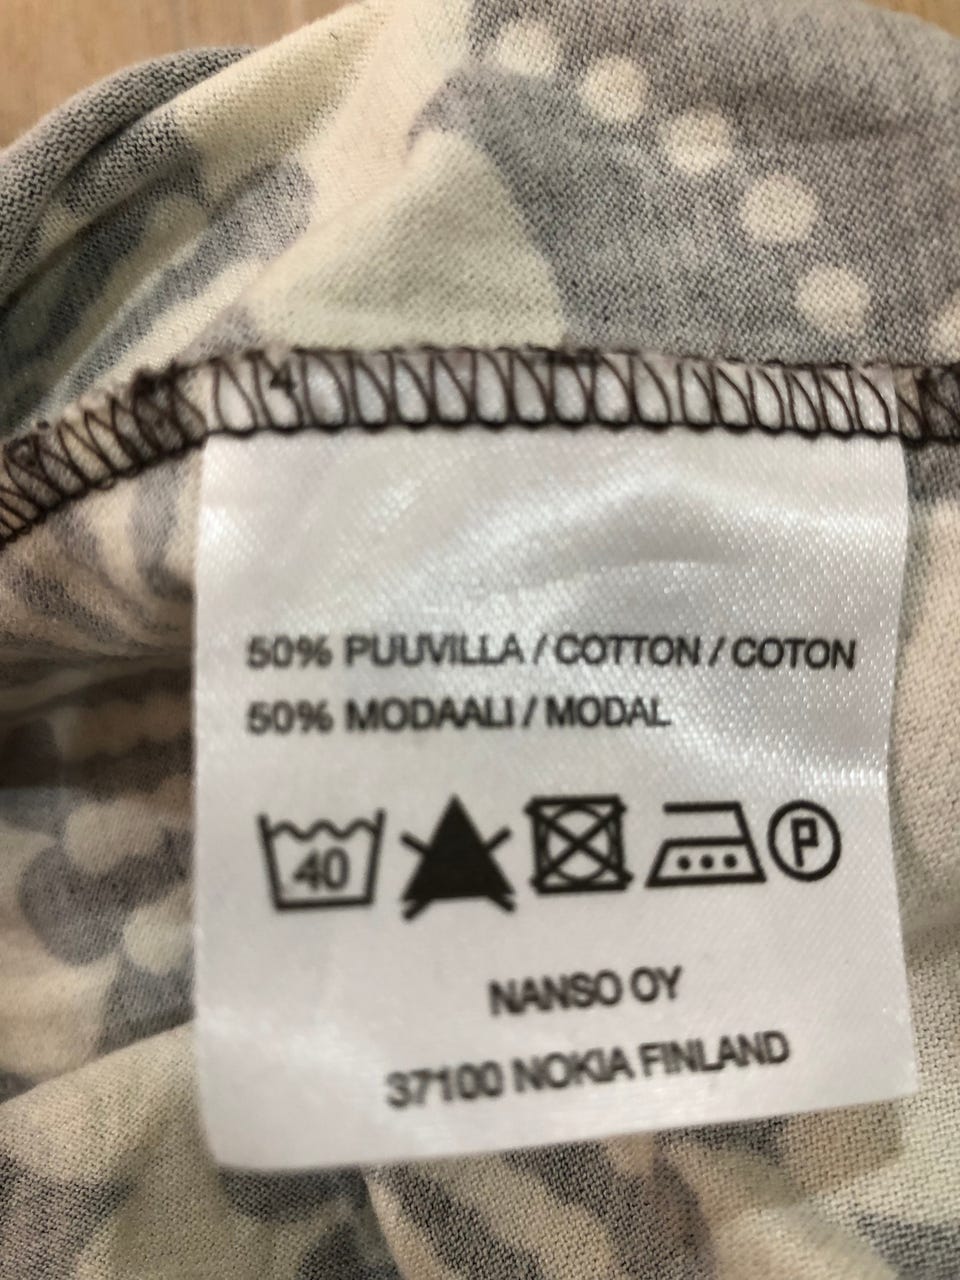 50% PUUVILLA / COTTON / COTON
50% MODAALI / MODAL
40 P
NANSO OY
37100 NOKIA FINLAND